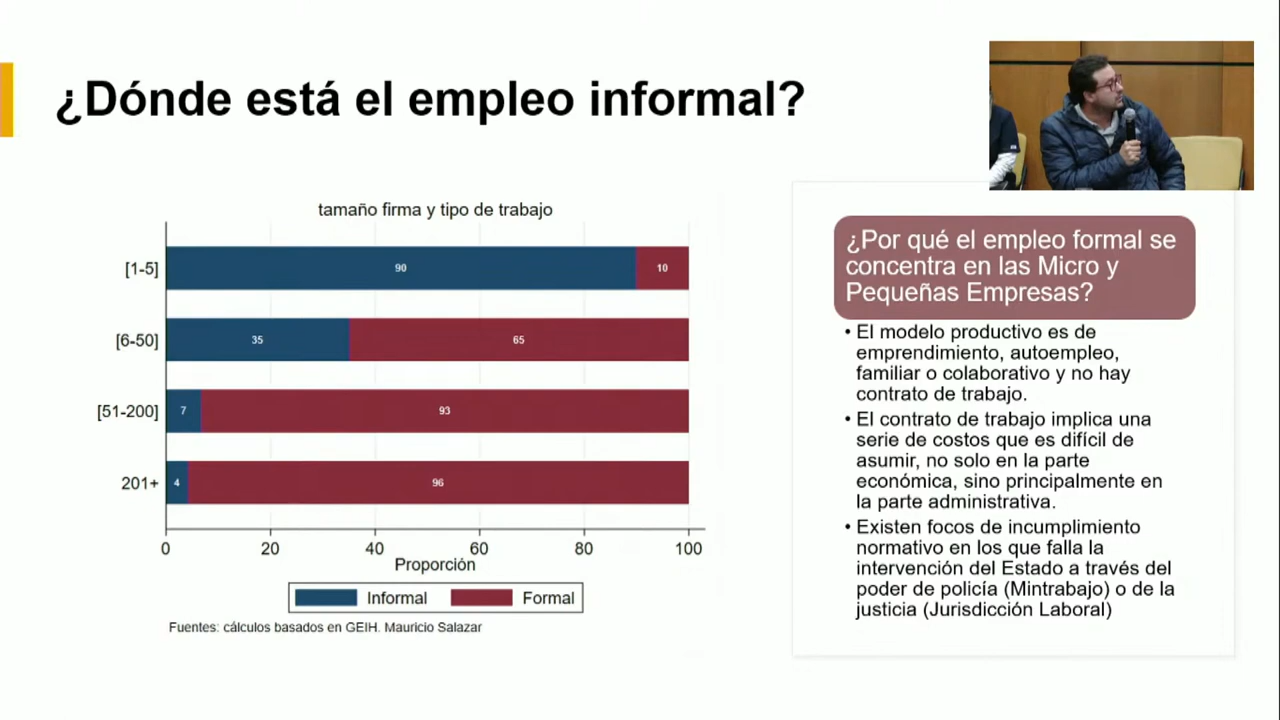 ¿Dónde está el empleo informal?
tamaño firma y tipo de trabajo
[1-5]
90
10
[6-50]
35
65
[51-200]
7
93
201+
4
96
0
20
40
60
80
100
Proporción
Informal
Formal
Fuentes: cálculos basados en GEIH. Mauricio Salazar
¿Por qué el empleo formal se
concentra en las Micro y
Pequeñas Empresas?
• El modelo productivo es de
emprendimiento, autoempleo,
familiar o colaborativo y no hay
contrato de trabajo.
• El contrato de trabajo implica una
serie de costos que es difícil de
asumir, no solo en la parte
económica, sino principalmente en
la parte administrativa.
• Existen focos de incumplimiento
normativo en los que falla la
intervención del Estado a través del
poder de policía (Mintrabajo) o de la
justicia (Jurisdicción Laboral)